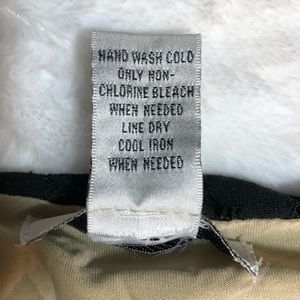 HAND WASH COLD
ONLY NON-
CHLORINE BLEACH
WHEN NEEDED
LINE DRY
COOL IRON
WHEN NEEDED